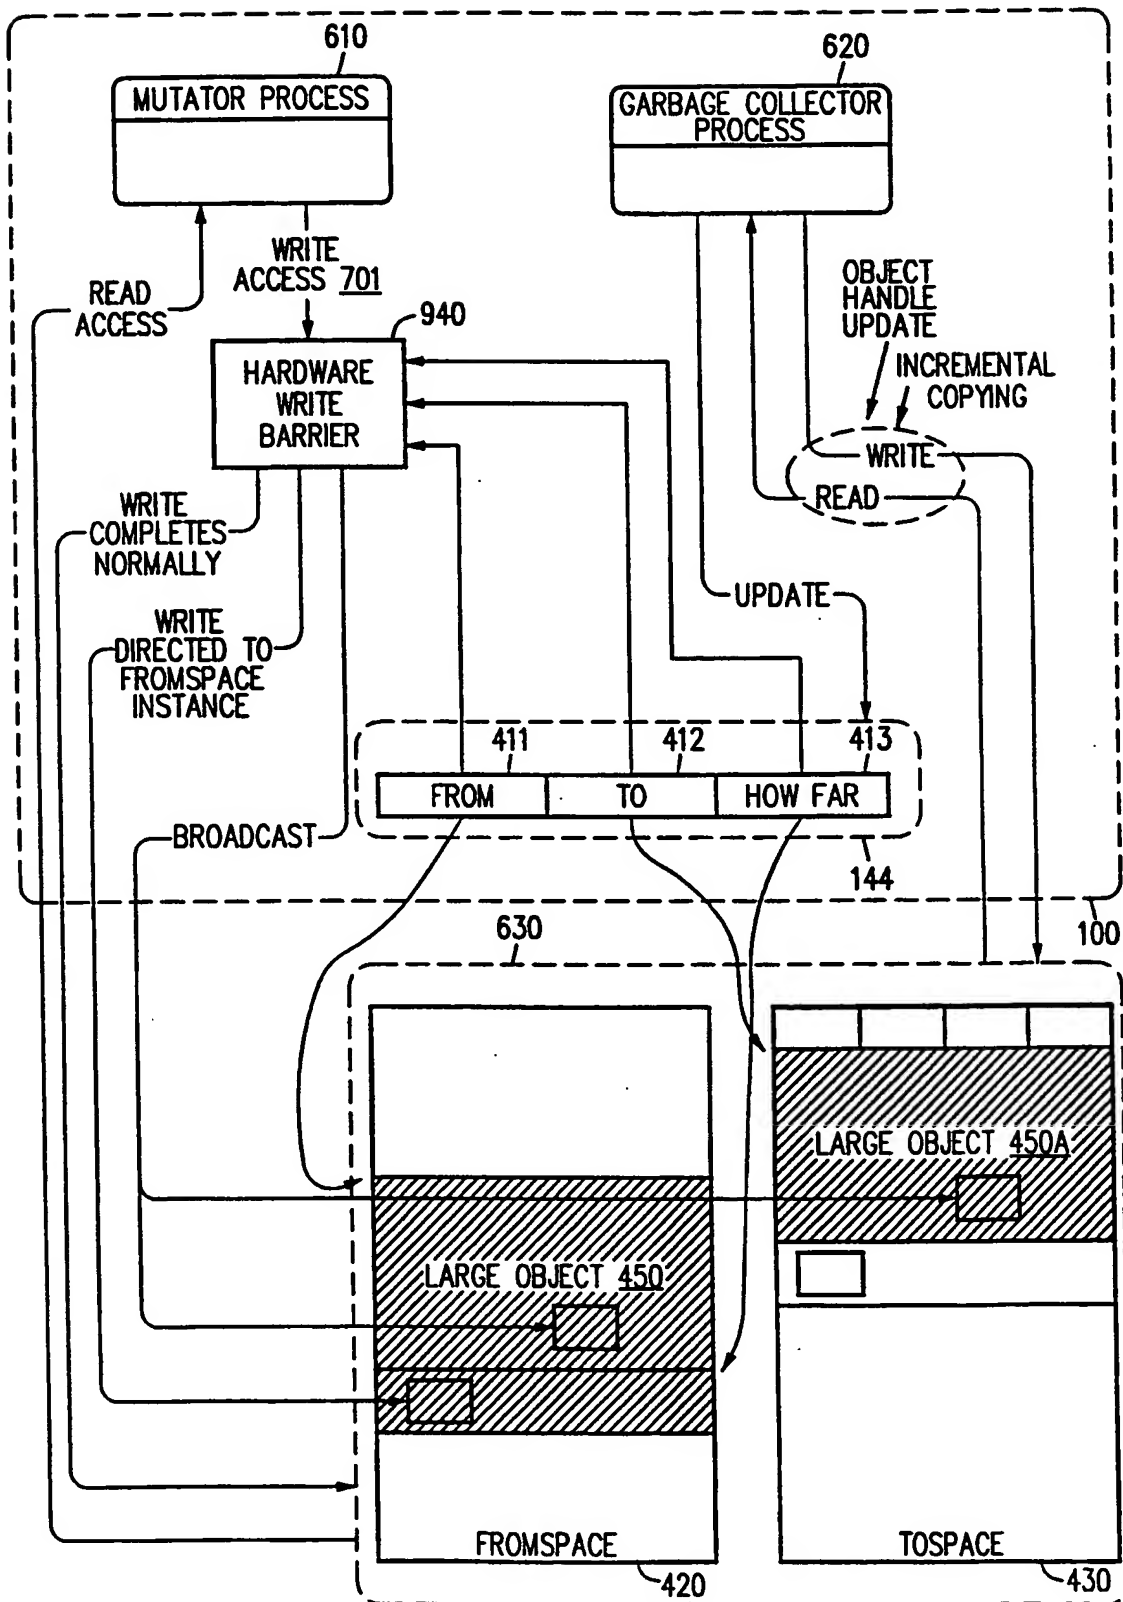 610
MUTATOR PROCESS
620
GARBAGE COLLECTOR
PROCESS
WRITE
ACCESS 701
READ
ACCESS
940
HARDWARE
WRITE
BARRIER
OBJECT
HANDLE
UPDATE
INCREMENTAL
COPYING
WRITE
READ
WRITE
COMPLETES
NORMALLY
UPDATE
WRITE
DIRECTED TO
FROMSPACE
INSTANCE
411
412
413
FROM
TO
HOW FAR
BROADCAST
144
100
630
LARGE OBJECT 450A
LARGE OBJECT 450
FROMSPACE
TOSPACE
420
430